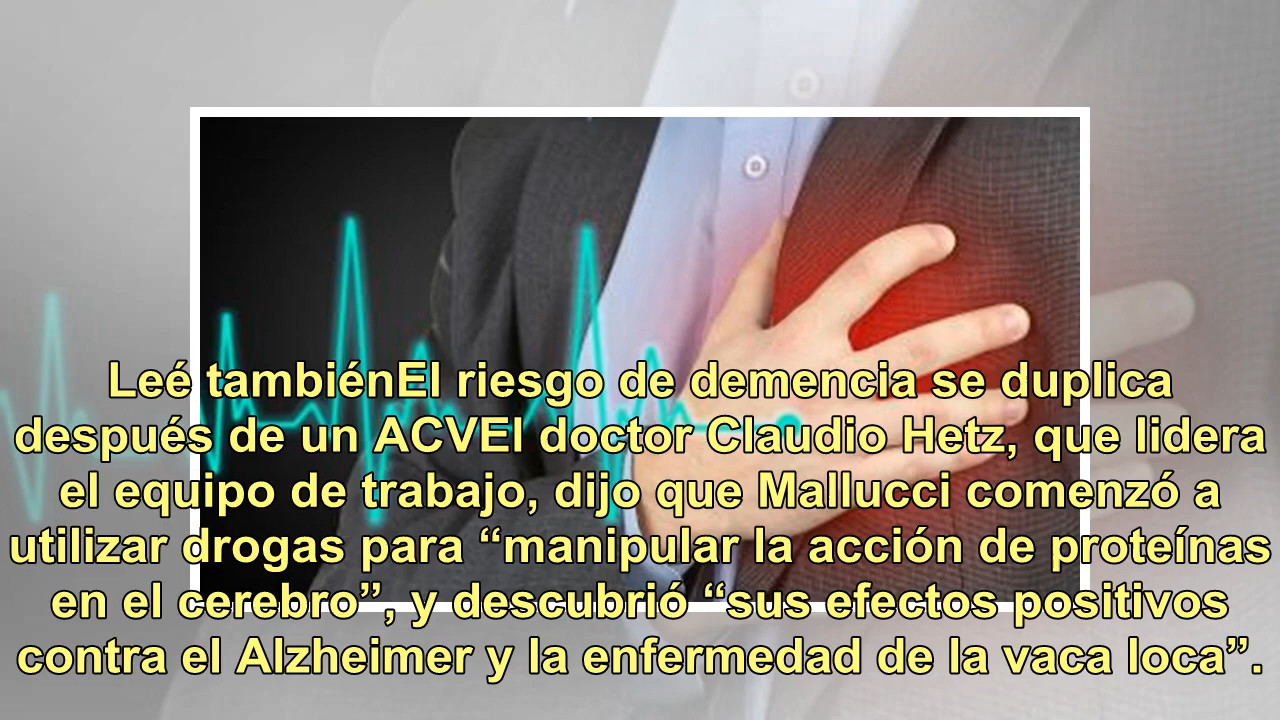 Leé tambiénEl riesgo de demencia se duplica
después de un ACVEl doctor Claudio Hetz, que lidera
el equipo de trabajo, dijo que Mallucci comenzó a
utilizar drogas para “manipular la acción de proteínas
en el cerebro”, y descubrió “sus efectos positivos
contra el Alzheimer y la enfermedad de la vaca loca”.